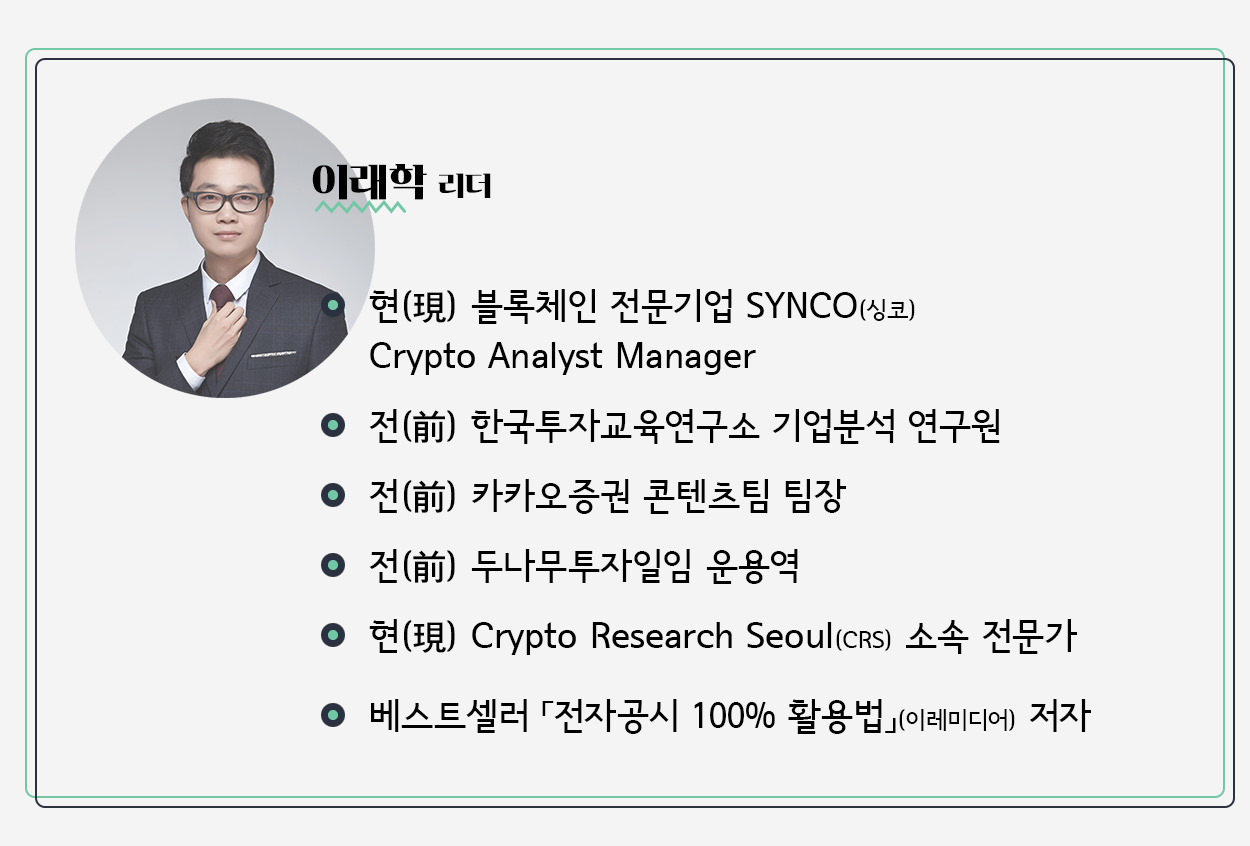 이래학 리더
현(現) 블록체인 전문기업 SYNCO(싱코)
Crypto Analyst Manager
전(前) 한국투자교육연구소 기업분석 연구원
전(前) 카카오증권 콘텐츠팀 팀장
전(前) 두나무투자일임 운용역
현(現) Crypto Research Seoul(CRS) 소속 전문가
베스트셀러 「전자공시 100% 활용법」(이레미디어) 저자